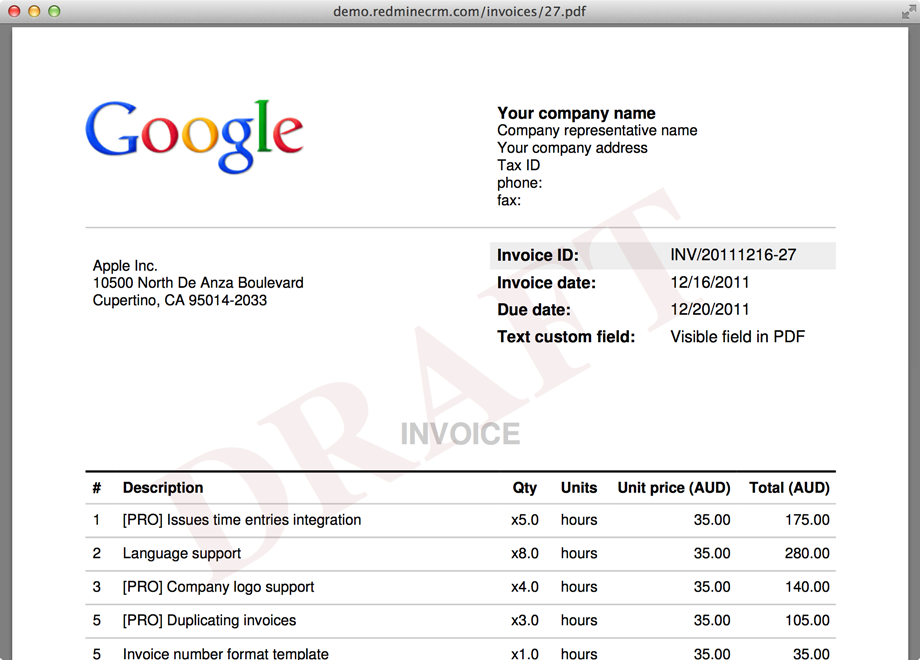 demo.redminecrm.com/invoices/27.pdf
Google
Your company name
Company representative name
Your company address
Tax ID
phone:
fax:
Apple Inc.
10500 North De Anza Boulevard
Cupertino, CA 95014-2033
Invoice ID: INV/20111216-27
Invoice date: 12/16/2011
Due date: 12/20/2011
Text custom field: Visible field in PDF
DRAFT
INVOICE
# Description Qty Units Unit price (AUD) Total (AUD)
1 [PRO] Issues time entries integration x5.0 hours 35.00 175.00
2 Language support x8.0 hours 35.00 280.00
3 [PRO] Company logo support x4.0 hours 35.00 140.00
5 [PRO] Duplicating invoices x3.0 hours 35.00 105.00
5 Invoice number format template x1.0 hours 35.00 35.00